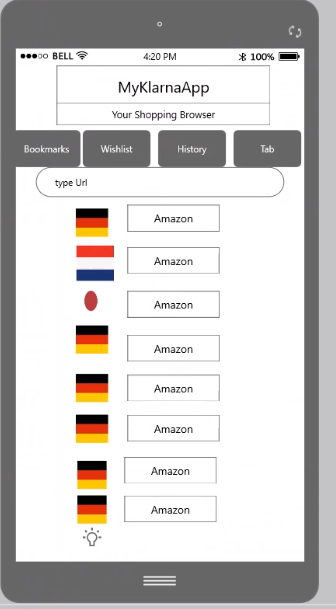 BELL 4:20 PM 100%
MyKlarnaApp
Your Shopping Browser
Bookmarks Wishlist History Tab
type Url
Amazon
Amazon
Amazon
Amazon
Amazon
Amazon
Amazon
Amazon